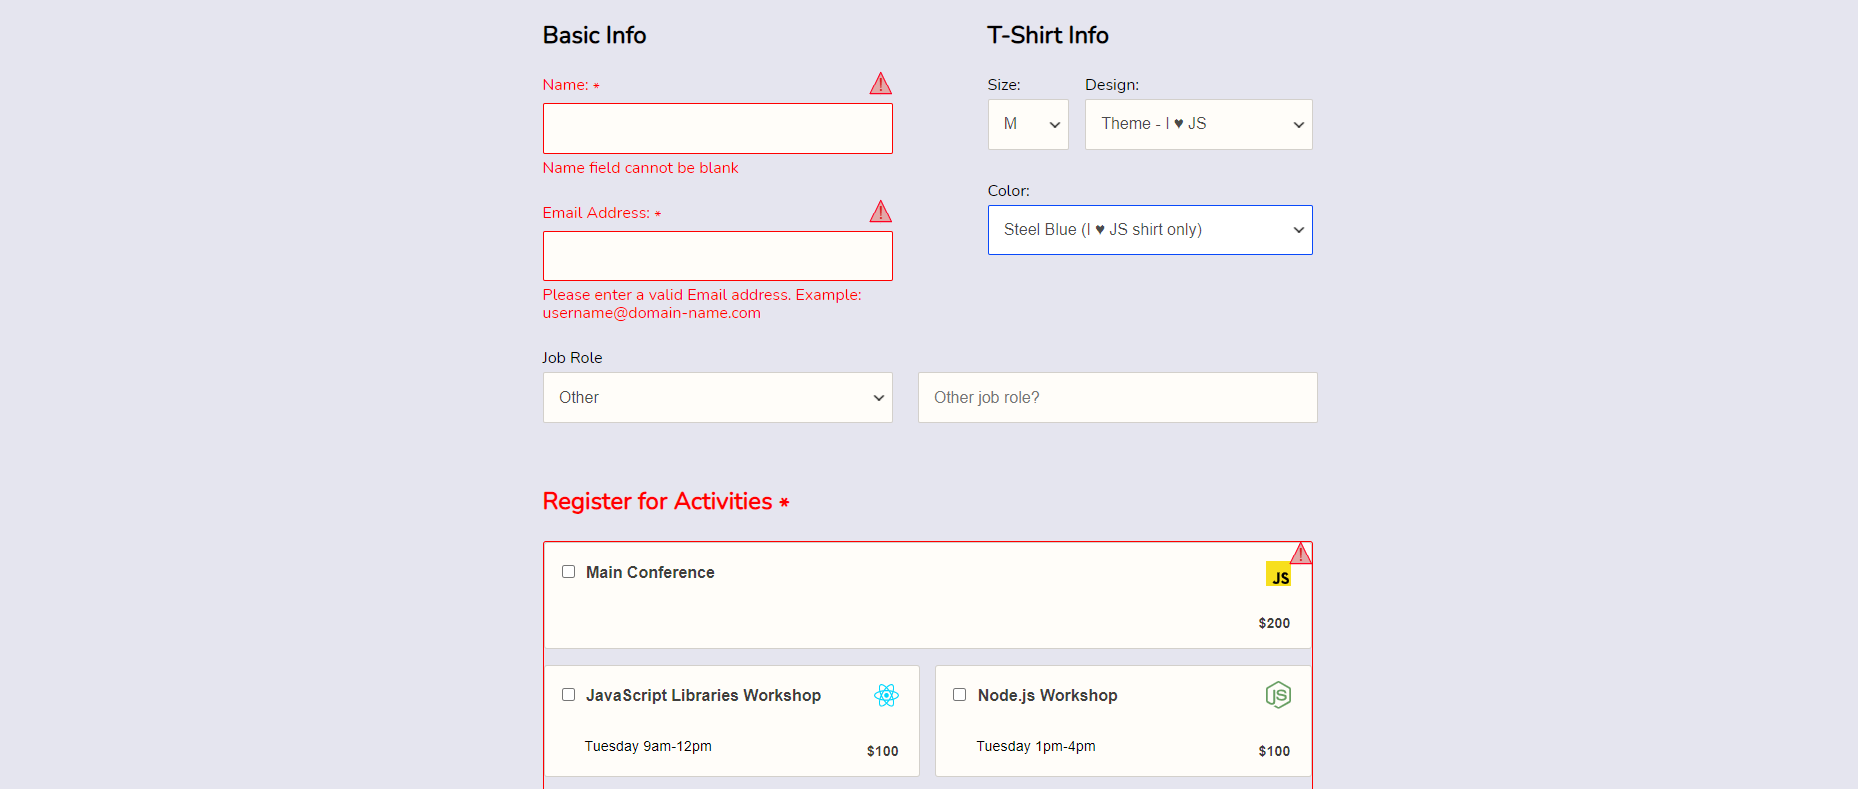 Basic Info
Name: *
Name field cannot be blank
Email Address: *
Please enter a valid Email address. Example:
username@domain-name.com
Job Role
Other
Other job role?
T-Shirt Info
Size:
Design:
M
Theme - I ♥ JS
Color:
Steel Blue (I ♥ JS shirt only)
Register for Activities *
Main Conference
JS
$200
JavaScript Libraries Workshop
Tuesday 9am-12pm
$100
Node.js Workshop
JS
Tuesday 1pm-4pm
$100